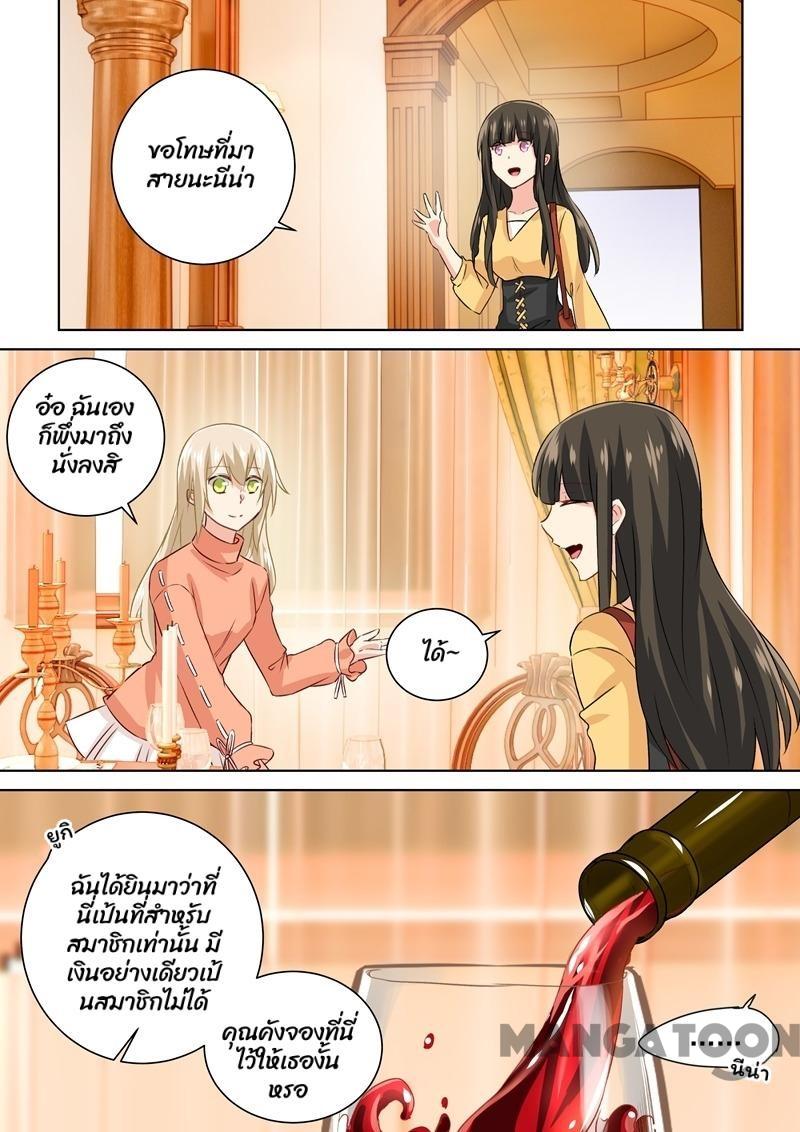 ขอโทษที่มา
สายนะนีน่า
อ๋อ ฉันเอง
ก็พึ่งมาถึง
นั่งลงสิ
ได้~
ยูกิ
ฉันได้ยินมาว่าที่
นี่เป็นที่สำหรับ
สมาชิกเท่านั้น มี
เงินอย่างเดียวเป็
นสมาชิกไม่ได้
คุณคังจองที่นี่
ไว้ให้เธองั้น
หรอ
......
นีน่า
MANGATOON